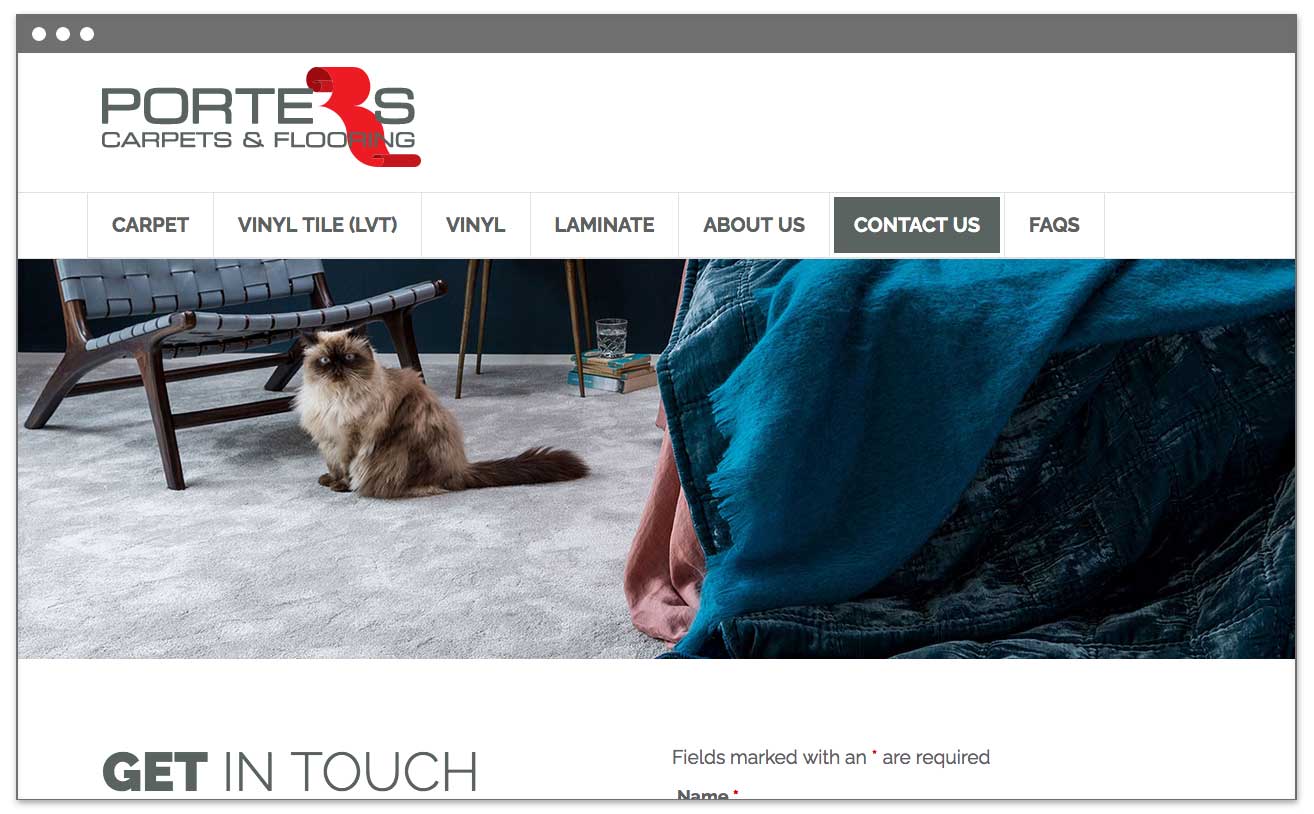 PORTERS
CARPETS & FLOORING
CARPET VINYL TILE (LVT) VINYL LAMINATE ABOUT US CONTACT US FAQS
GET IN TOUCH
Fields marked with an * are required
Name *